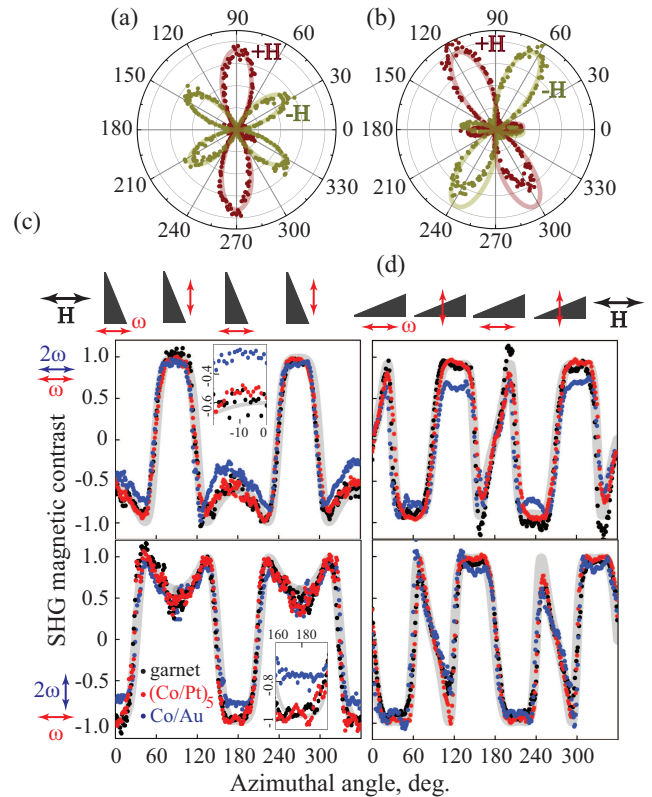 (a)
90
120
60
+H
150
30
-H
180
0
210
330
240
300
270
(b)
90
120
60
+H
150
30
-H
180
0
210
330
240
300
270
(c)
(d)
H
ω
ω
H
2ω
ω
SHG magnetic contrast
1.0
0.5
0
-0.5
-1.0
-0.4
-0.6
-10
0
1.0
0.5
0
-0.5
-1.0
2ω
ω
garnet
(Co/Pt)5
Co/Au
160
180
-0.8
-1
0
60
120
180
240
300
0
60
120
180
240
300
Azimuthal angle, deg.